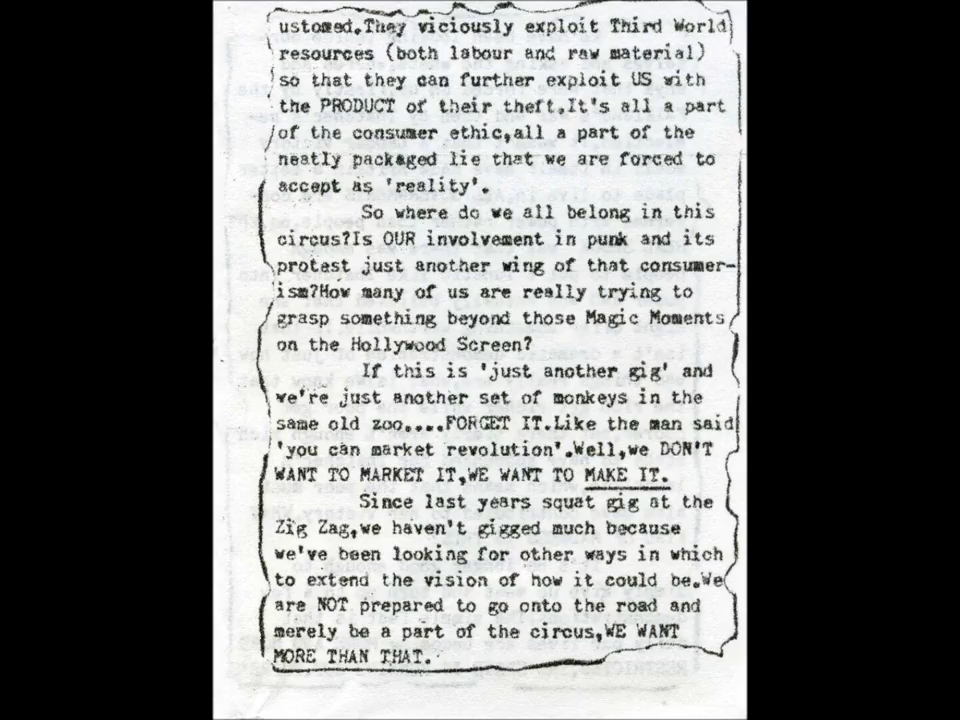 ustomed.They viciously exploit Third World
resources (both labour and raw material)
so that they can further exploit US with
the PRODUCT of their theft.It's all a part
of the consumer ethic,all a part of the
neatly packaged lie that we are forced to
accept as 'reality'.
So where do we all belong in this
circus?Is OUR involvement in punk and its
protest just another wing of that consumer-
ism?How many of us are really trying to
grasp something beyond those Magic Moments
on the Hollywood Screen?
If this is 'just another gig' and
we're just another set of monkeys in the
same old zoo....FORGET IT.Like the man said
'you can market revolution'.Well,we DON'T
WANT TO MARKET IT,WE WANT TO MAKE IT.
Since last years squat gig at the
Zig Zag,we haven't gigged much because
we've been looking for other ways in which
to extend the vision of how it could be.We
are NOT prepared to go onto the road and
merely be a part of the circus,WE WANT
MORE THAN THAT.